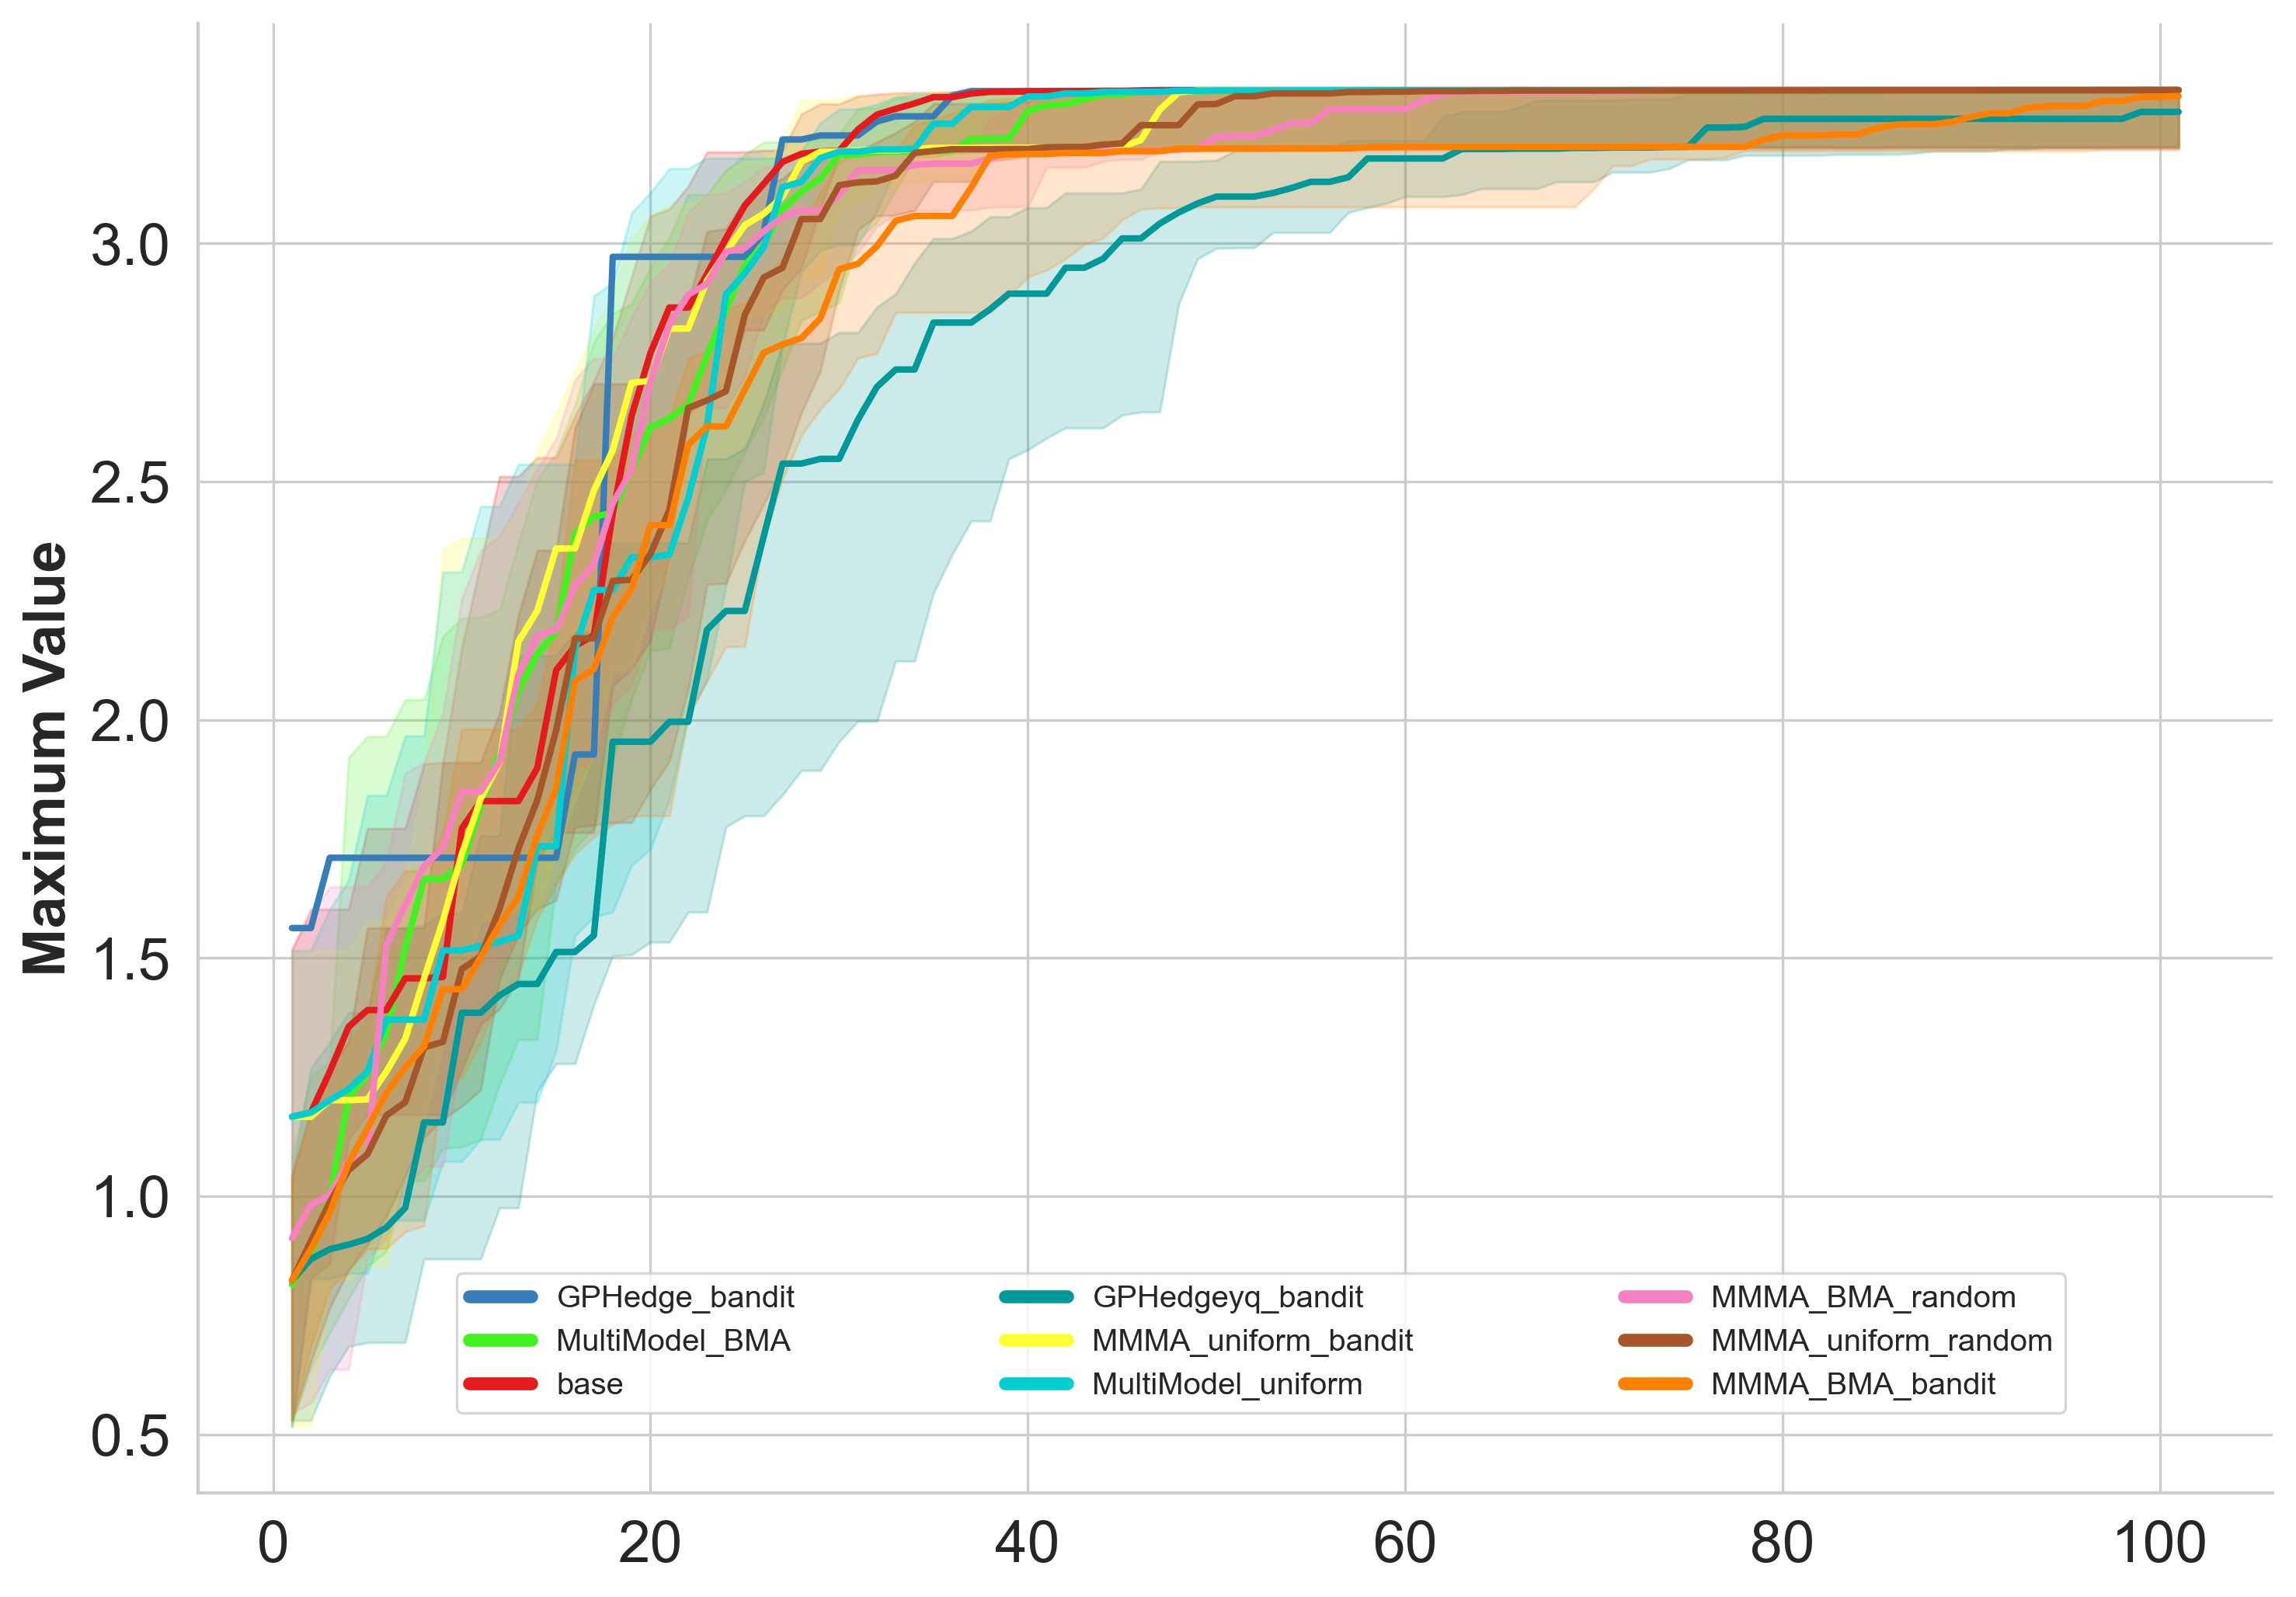 Maximum Value
3.0
2.5
2.0
1.5
1.0
0.5
GPHedge_bandit
MultiModel_BMA
base
GPHedgeyq_bandit
MMMA_uniform_bandit
MultiModel_uniform
MMMA_BMA_random
MMMA_uniform_random
MMMA_BMA_bandit
0 20 40 60 80 100